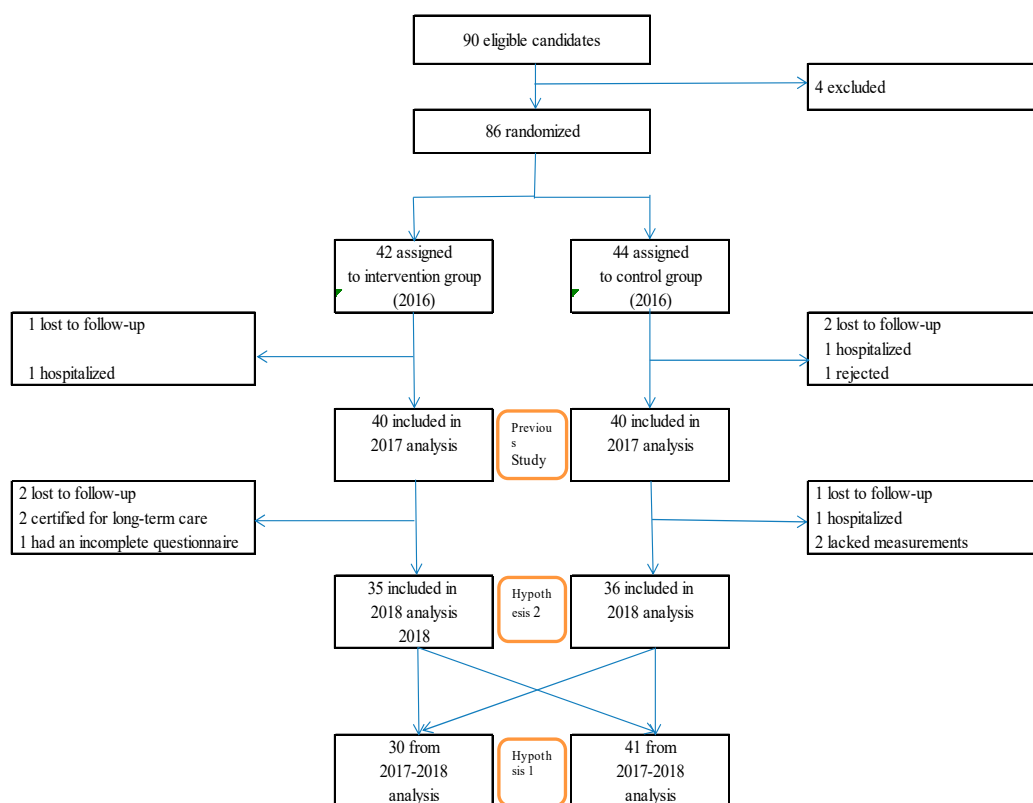 90 eligible candidates
4 excluded
86 randomized
42 assigned
to intervention group
(2016)
44 assigned
to control group
(2016)
1 lost to follow-up
1 hospitalized
2 lost to follow-up
1 hospitalized
1 rejected
40 included in
2017 analysis
Previou
s
Study
40 included in
2017 analysis
2 lost to follow-up
2 certified for long-term care
1 had an incomplete questionnaire
1 lost to follow-up
1 hospitalized
2 lacked measurements
35 included in
2018 analysis
2018
Hypoth
esis 2
36 included in
2018 analysis
30 from
2017-2018
analysis
Hypoth
sis 1
41 from
2017-2018
analysis